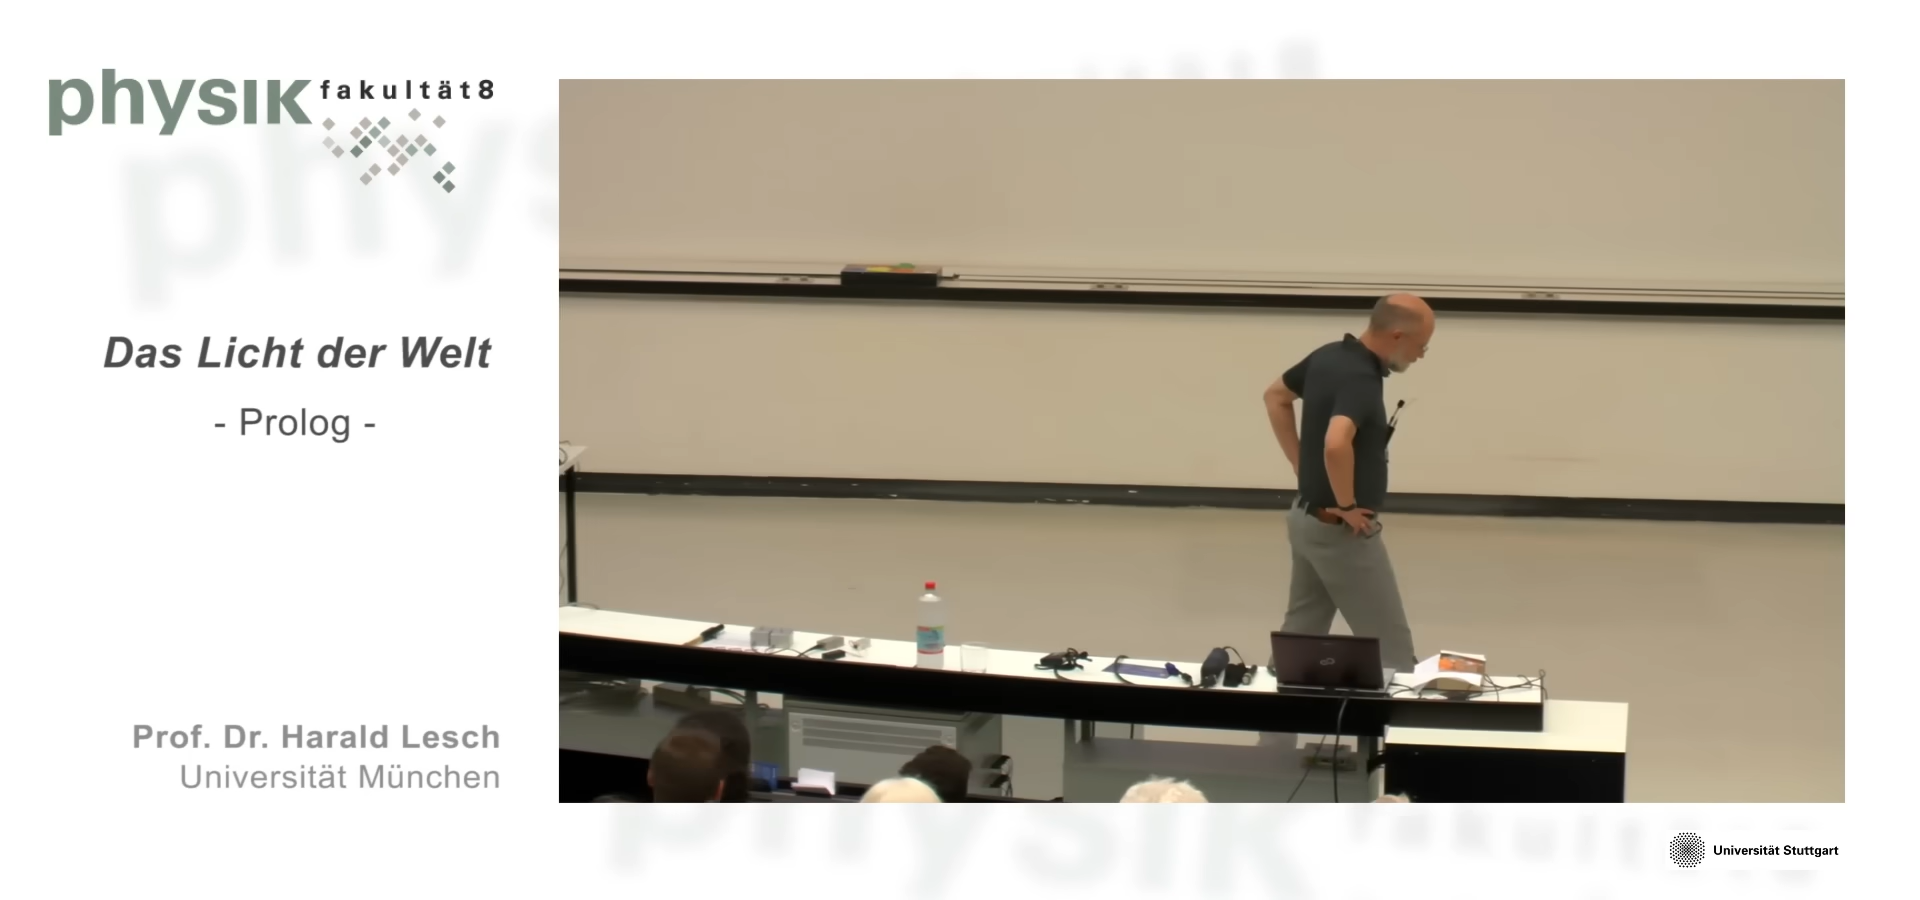 physik fakultät8
Das Licht der Welt
- Prolog -
Prof. Dr. Harald Lesch
Universität München
Universität Stuttgart